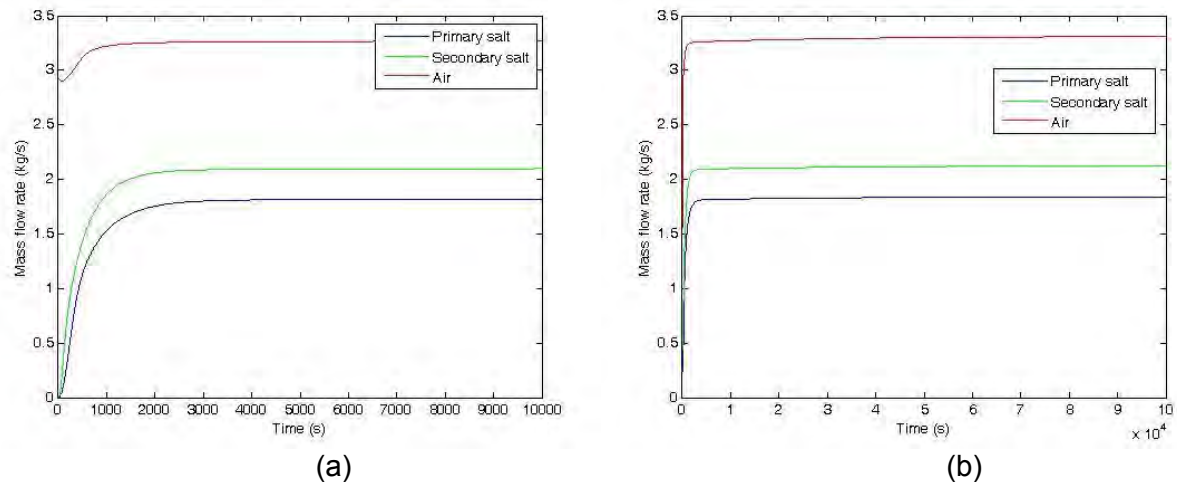 3.5
3
2.5
2
1.5
1
0.5
0
Mass flow rate (kg/s)
Primary salt
Secondary salt
Air
0 1000 2000 3000 4000 5000 6000 7000 8000 9000 10000
Time (s)
(a)
3.5
3
2.5
2
1.5
1
0.5
0
Mass flow rate (kg/s)
Primary salt
Secondary salt
Air
0 1 2 3 4 5 6 7 8 9 10
Time (s)
x 10^4
(b)